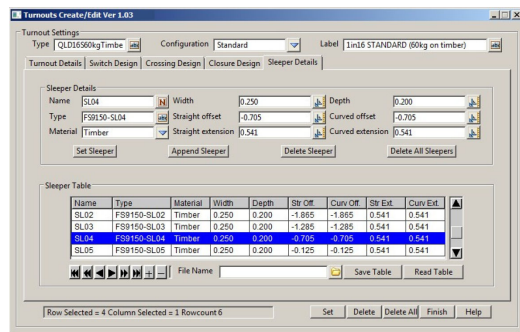 Turnouts Create/Edit Ver 1.03
Turnout Settings
Type QLD16S60kgTimbe Configuration Standard Label 1in16 STANDARD (60kg on timber)
Turnout Details Switch Design Crossing Design Closure Design Sleeper Details
Sleeper Details
Name SL04 N Width 0.250 Depth 0.200
Type FS9150-SL04 Straight offset -0.705 Curved offset -0.705
Material Timber Straight extension 0.541 Curved extension 0.541
Set Sleeper Append Sleeper Delete Sleeper Delete All Sleepers
Sleeper Table
Name Type Material Width Depth Str Off. Curv Off. Str Ext. Curv Ext.
SL02 FS9150-SL02 Timber 0.250 0.200 -1.865 -1.865 0.541 0.541
SL03 FS9150-SL03 Timber 0.250 0.200 -1.285 -1.285 0.541 0.541
SL04 FS9150-SL04 Timber 0.250 0.200 -0.705 -0.705 0.541 0.541
SL05 FS9150-SL05 Timber 0.250 0.200 -0.125 -0.125 0.541 0.541
File Name Save Table Read Table
Row Selected = 4 Column Selected = 1 Rowcount 6 Set Delete Delete All Finish Help